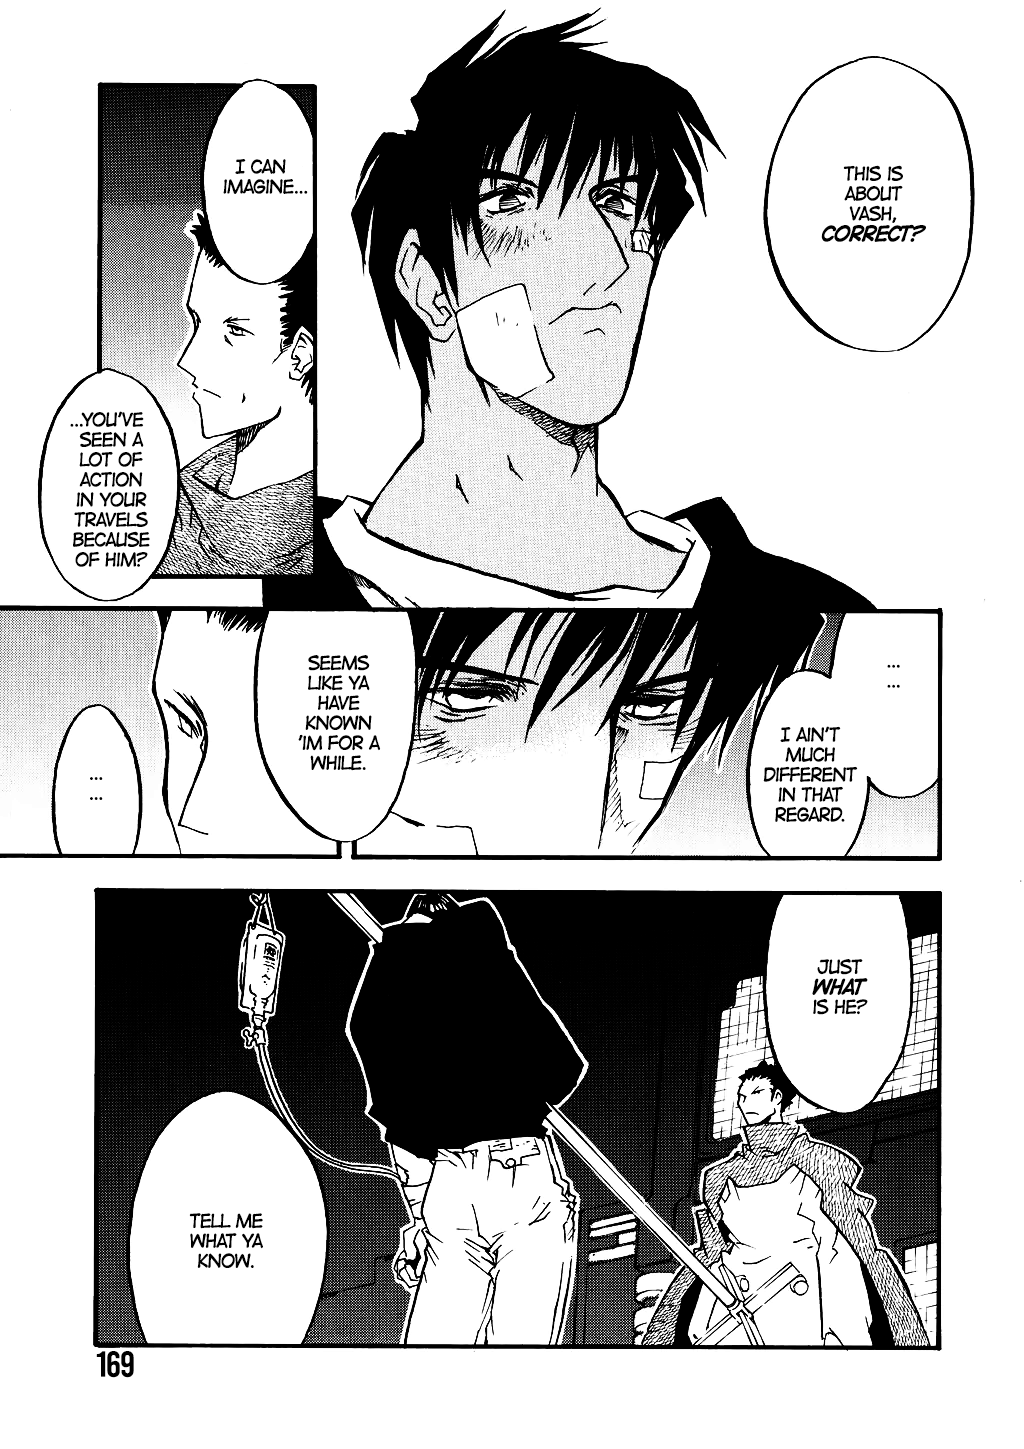 THIS IS
ABOUT
VASH,
CORRECT?
I CAN
IMAGINE...
...YOU'VE
SEEN A
LOT OF
ACTION
IN YOUR
TRAVELS
BECAUSE
OF HIM?
...
...
I AIN'T
MUCH
DIFFERENT
IN THAT
REGARD.
SEEMS
LIKE YA
HAVE
KNOWN
'IM FOR A
WHILE.
...
...
JUST
WHAT
IS HE?
TELL ME
WHAT YA
KNOW.
169